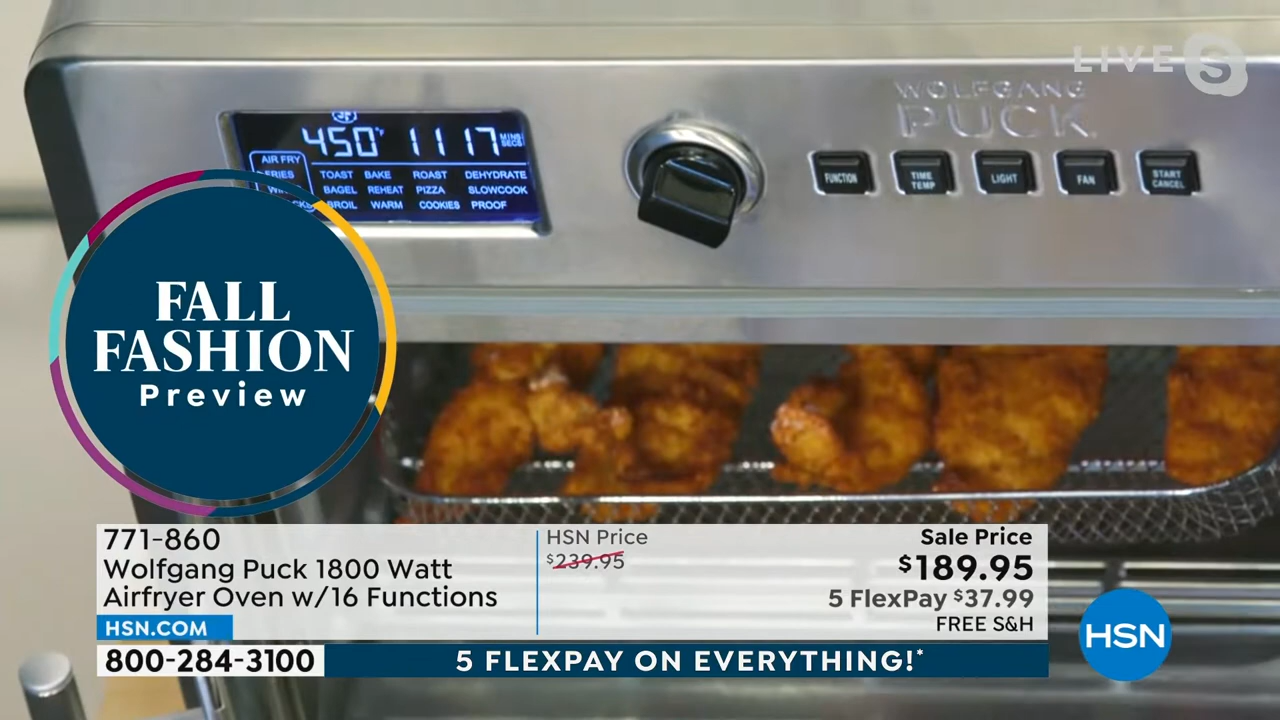 LIVE S
WOLFGANG
PUCK
450°F 11 17 MINS SECS
AIR FRY
TOAST BAKE ROAST DEHYDRATE
BAGEL REHEAT PIZZA SLOWCOOK
BROIL WARM COOKIES PROOF
FUNCTION
TIME
TEMP
LIGHT
FAN
START
CANCEL
FALL
FASHION
Preview
771-860
Wolfgang Puck 1800 Watt
Airfryer Oven w/16 Functions
HSN.COM
HSN Price
$239.95
Sale Price
$189.95
5 FlexPay $37.99
FREE S&H
HSN
800-284-3100
5 FLEXPAY ON EVERYTHING!*